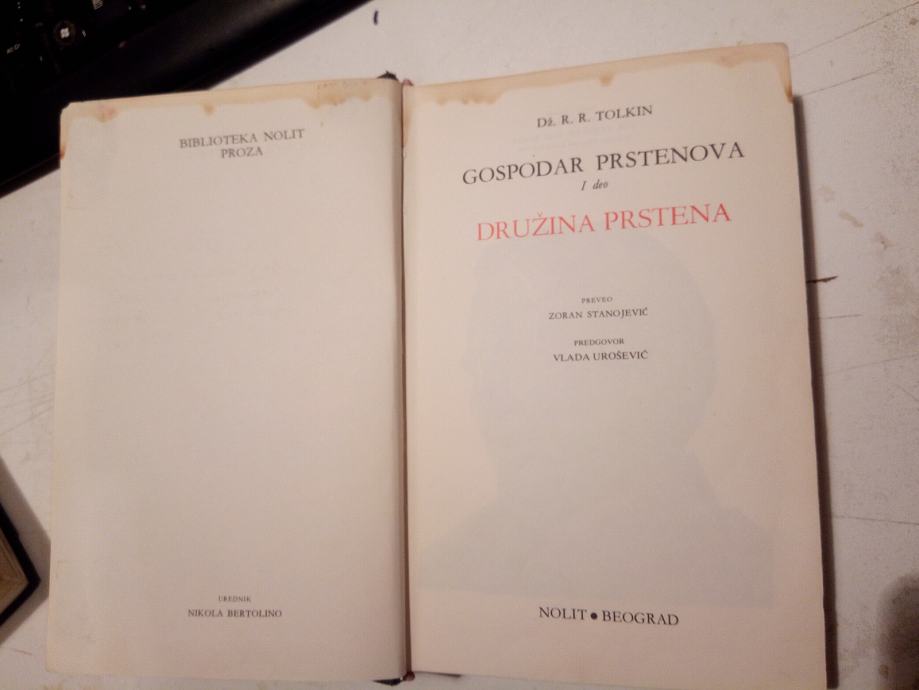 BIBLIOTEKA NOLIT
PROZA
UREDNIK
NIKOLA BERTOLINO
Dž. R. R. TOLKIN
GOSPODAR PRSTENOVA
I deo
DRUŽINA PRSTENA
PREVEO
ZORAN STANOJEVIĆ
PREDGOVOR
VLADA UROŠEVIĆ
NOLIT • BEOGRAD